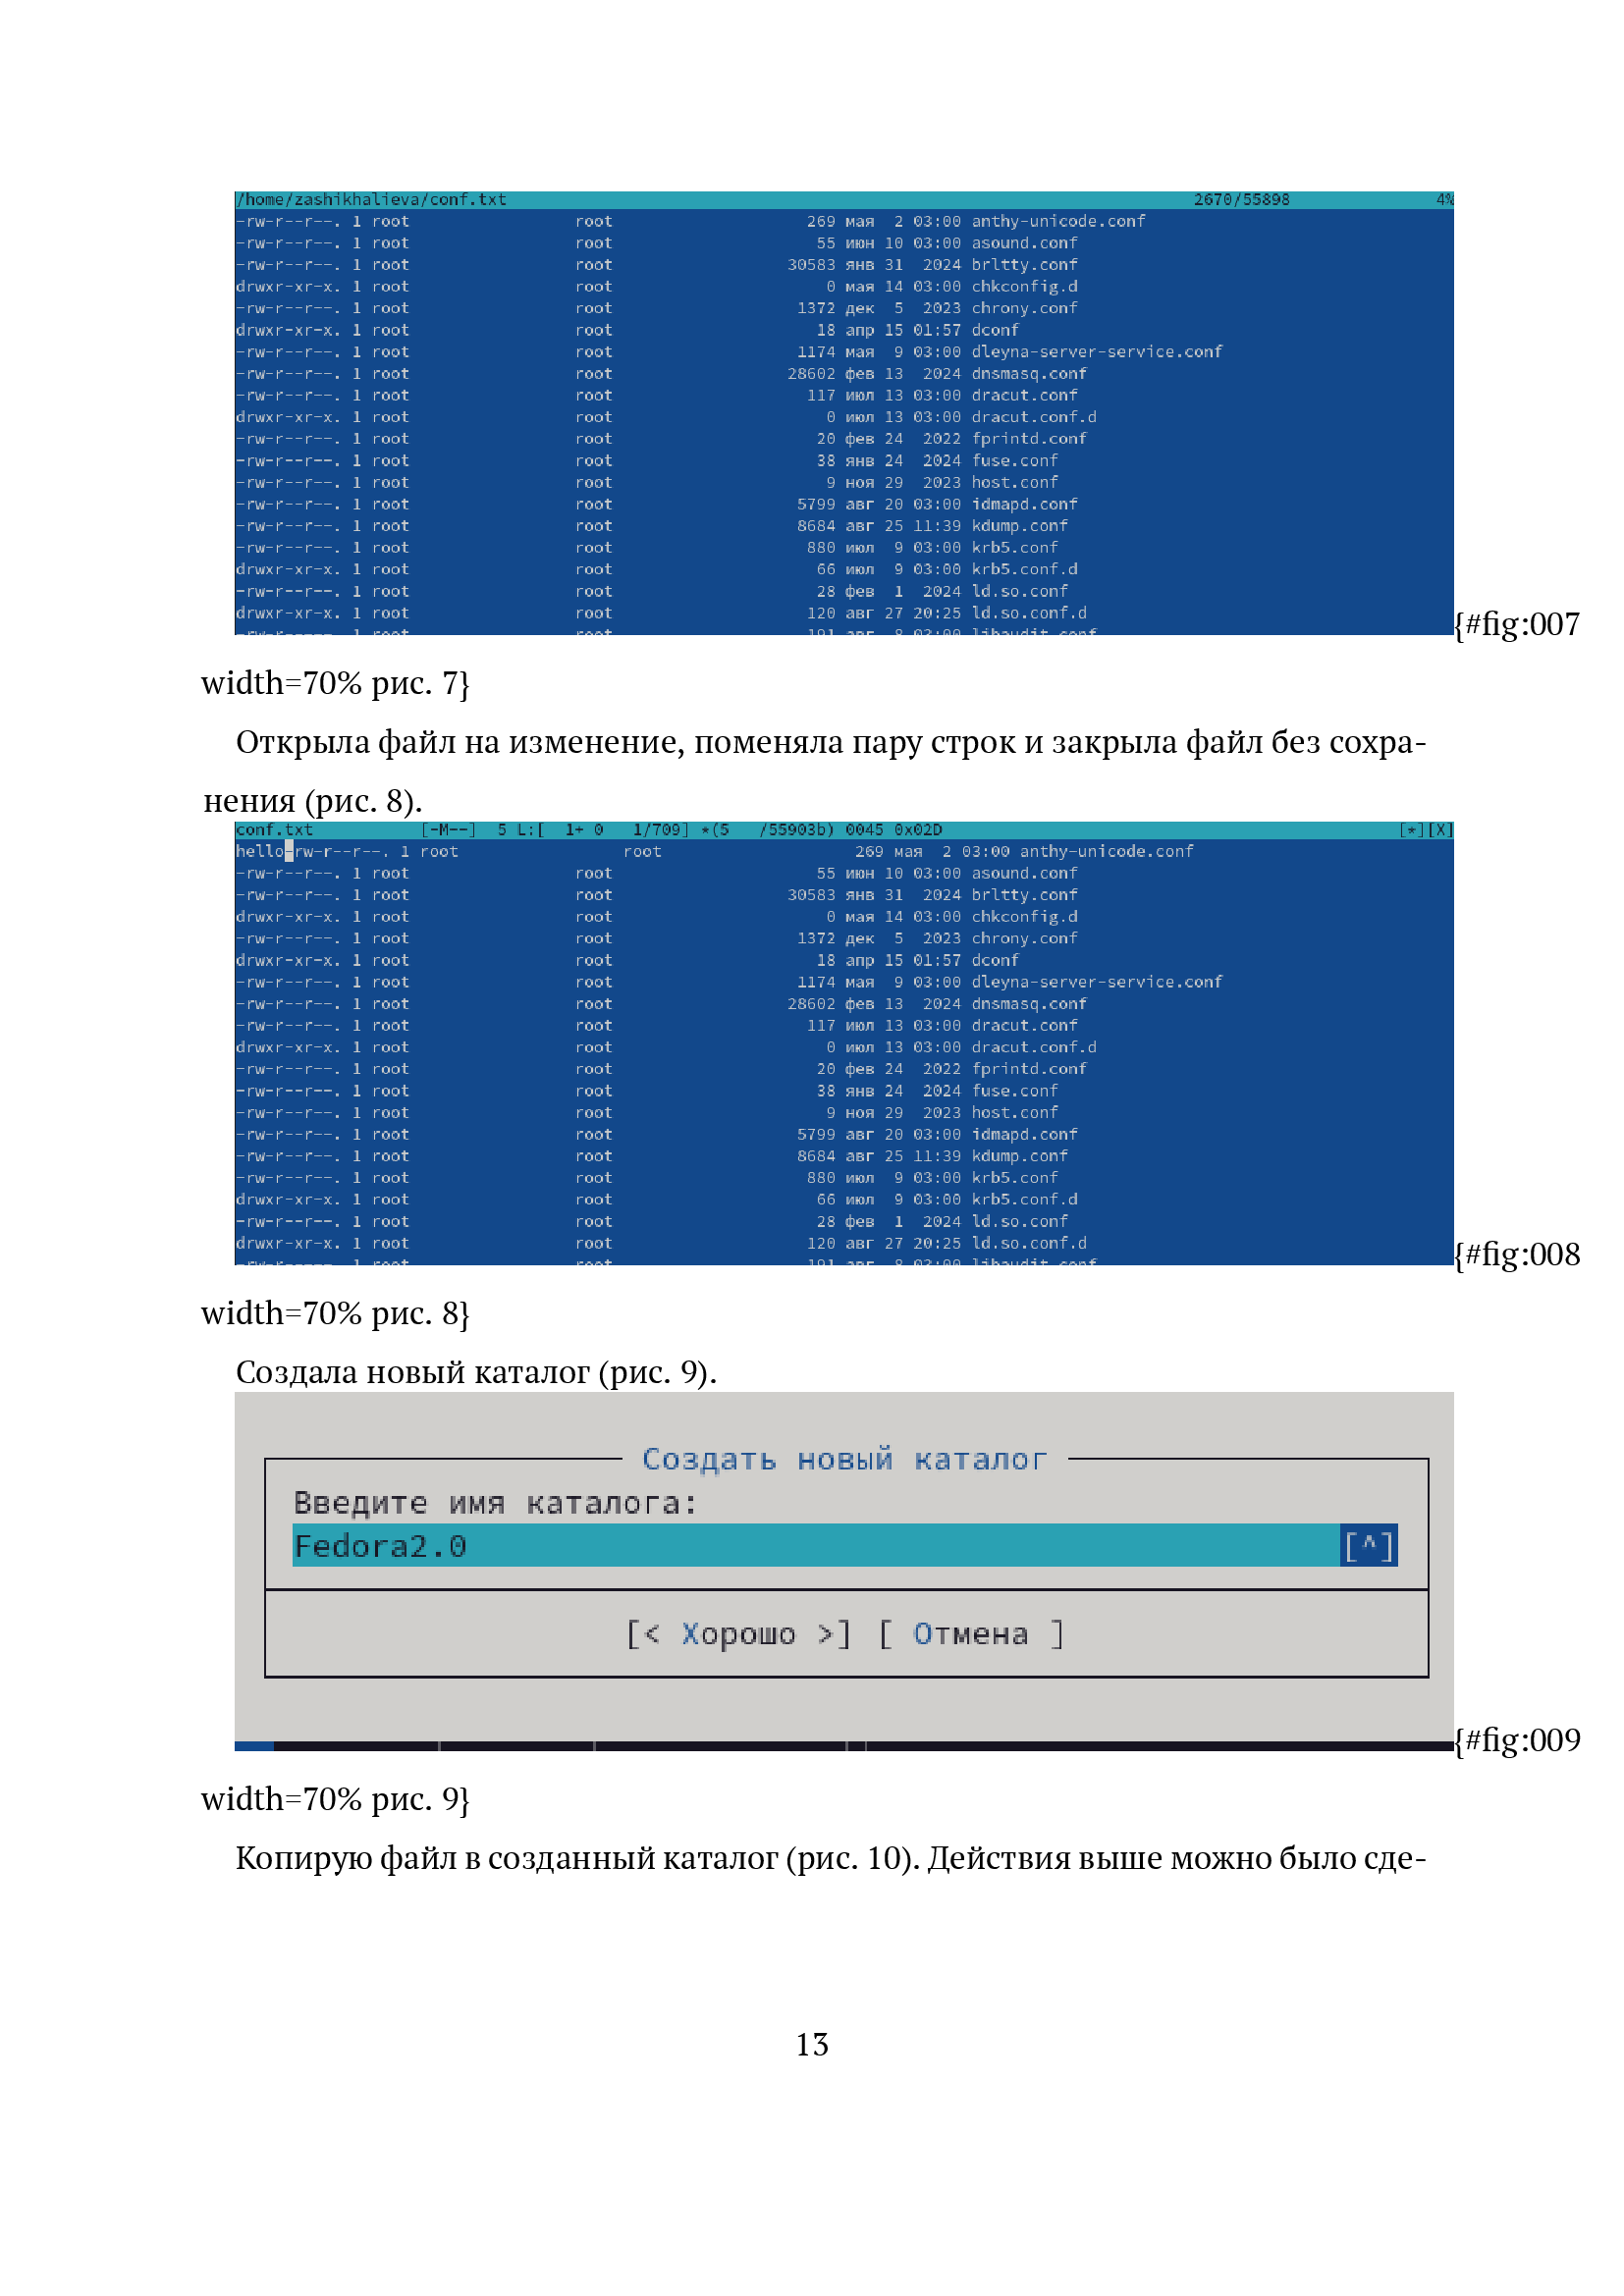 /home/zashikhalieva/conf.txt 2670/55898 4%
-rw-r--r--. 1 root root 269 мая 2 03:00 anthy-unicode.conf
-rw-r--r--. 1 root root 55 июн 10 03:00 asound.conf
-rw-r--r--. 1 root root 30583 янв 31 2024 brltty.conf
drwxr-xr-x. 1 root root 0 мая 14 03:00 chkconfig.d
-rw-r--r--. 1 root root 1372 дек 5 2023 chrony.conf
drwxr-xr-x. 1 root root 18 апр 15 01:57 dconf
-rw-r--r--. 1 root root 1174 мая 9 03:00 dleyna-server-service.conf
-rw-r--r--. 1 root root 28602 фев 13 2024 dnsmasq.conf
-rw-r--r--. 1 root root 117 июл 13 03:00 dracut.conf
drwxr-xr-x. 1 root root 0 июл 13 03:00 dracut.conf.d
-rw-r--r--. 1 root root 20 фев 24 2022 fprintd.conf
-rw-r--r--. 1 root root 38 янв 24 2024 fuse.conf
-rw-r--r--. 1 root root 9 ноя 29 2023 host.conf
-rw-r--r--. 1 root root 5799 авг 20 03:00 idmapd.conf
-rw-r--r--. 1 root root 8684 авг 25 11:39 kdump.conf
-rw-r--r--. 1 root root 880 июл 9 03:00 krb5.conf
drwxr-xr-x. 1 root root 66 июл 9 03:00 krb5.conf.d
-rw-r--r--. 1 root root 28 фев 1 2024 ld.so.conf
drwxr-xr-x. 1 root root 120 авг 27 20:25 ld.so.conf.d
-rw-r-----. 1 root root 191 авг 8 03:00 libaudit.conf
{#fig:007
width=70% рис. 7}
Открыла файл на изменение, поменяла пару строк и закрыла файл без сохра-
нения (рис. 8).
conf.txt [-M--] 5 L:[ 1+ 0 1/709] *(5 /55903b) 0045 0x02D [*][X]
hello-rw-r--r--. 1 root root 269 мая 2 03:00 anthy-unicode.conf
-rw-r--r--. 1 root root 55 июн 10 03:00 asound.conf
-rw-r--r--. 1 root root 30583 янв 31 2024 brltty.conf
drwxr-xr-x. 1 root root 0 мая 14 03:00 chkconfig.d
-rw-r--r--. 1 root root 1372 дек 5 2023 chrony.conf
drwxr-xr-x. 1 root root 18 апр 15 01:57 dconf
-rw-r--r--. 1 root root 1174 мая 9 03:00 dleyna-server-service.conf
-rw-r--r--. 1 root root 28602 фев 13 2024 dnsmasq.conf
-rw-r--r--. 1 root root 117 июл 13 03:00 dracut.conf
drwxr-xr-x. 1 root root 0 июл 13 03:00 dracut.conf.d
-rw-r--r--. 1 root root 20 фев 24 2022 fprintd.conf
-rw-r--r--. 1 root root 38 янв 24 2024 fuse.conf
-rw-r--r--. 1 root root 9 ноя 29 2023 host.conf
-rw-r--r--. 1 root root 5799 авг 20 03:00 idmapd.conf
-rw-r--r--. 1 root root 8684 авг 25 11:39 kdump.conf
-rw-r--r--. 1 root root 880 июл 9 03:00 krb5.conf
drwxr-xr-x. 1 root root 66 июл 9 03:00 krb5.conf.d
-rw-r--r--. 1 root root 28 фев 1 2024 ld.so.conf
drwxr-xr-x. 1 root root 120 авг 27 20:25 ld.so.conf.d
-rw-r-----. 1 root root 191 авг 8 03:00 libaudit.conf
{#fig:008
width=70% рис. 8}
Создала новый каталог (рис. 9).
Создать новый каталог
Введите имя каталога:
Fedora2.0 [^]
[< Хорошо >] [ Отмена ]
{#fig:009
width=70% рис. 9}
Копирую файл в созданный каталог (рис. 10). Действия выше можно было сде-
13